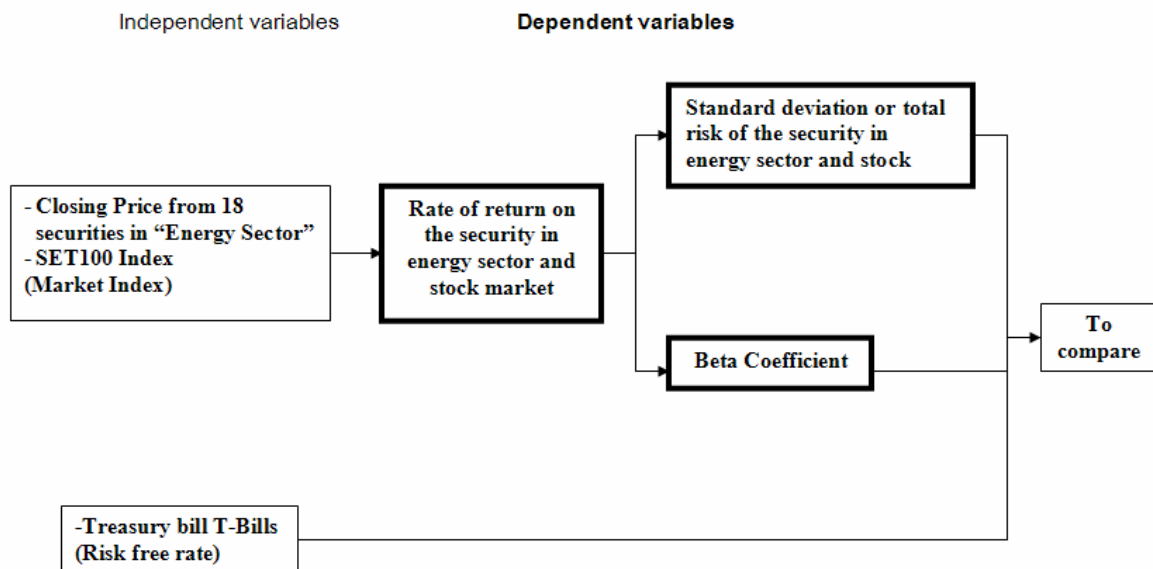 Independent variables
Dependent variables
Standard deviation or total
risk of the security in
energy sector and stock
- Closing Price from 18
securities in “Energy Sector”
- SET100 Index
(Market Index)
Rate of return on
the security in
energy sector and
stock market
To
compare
Beta Coefficient
-Treasury bill T-Bills
(Risk free rate)